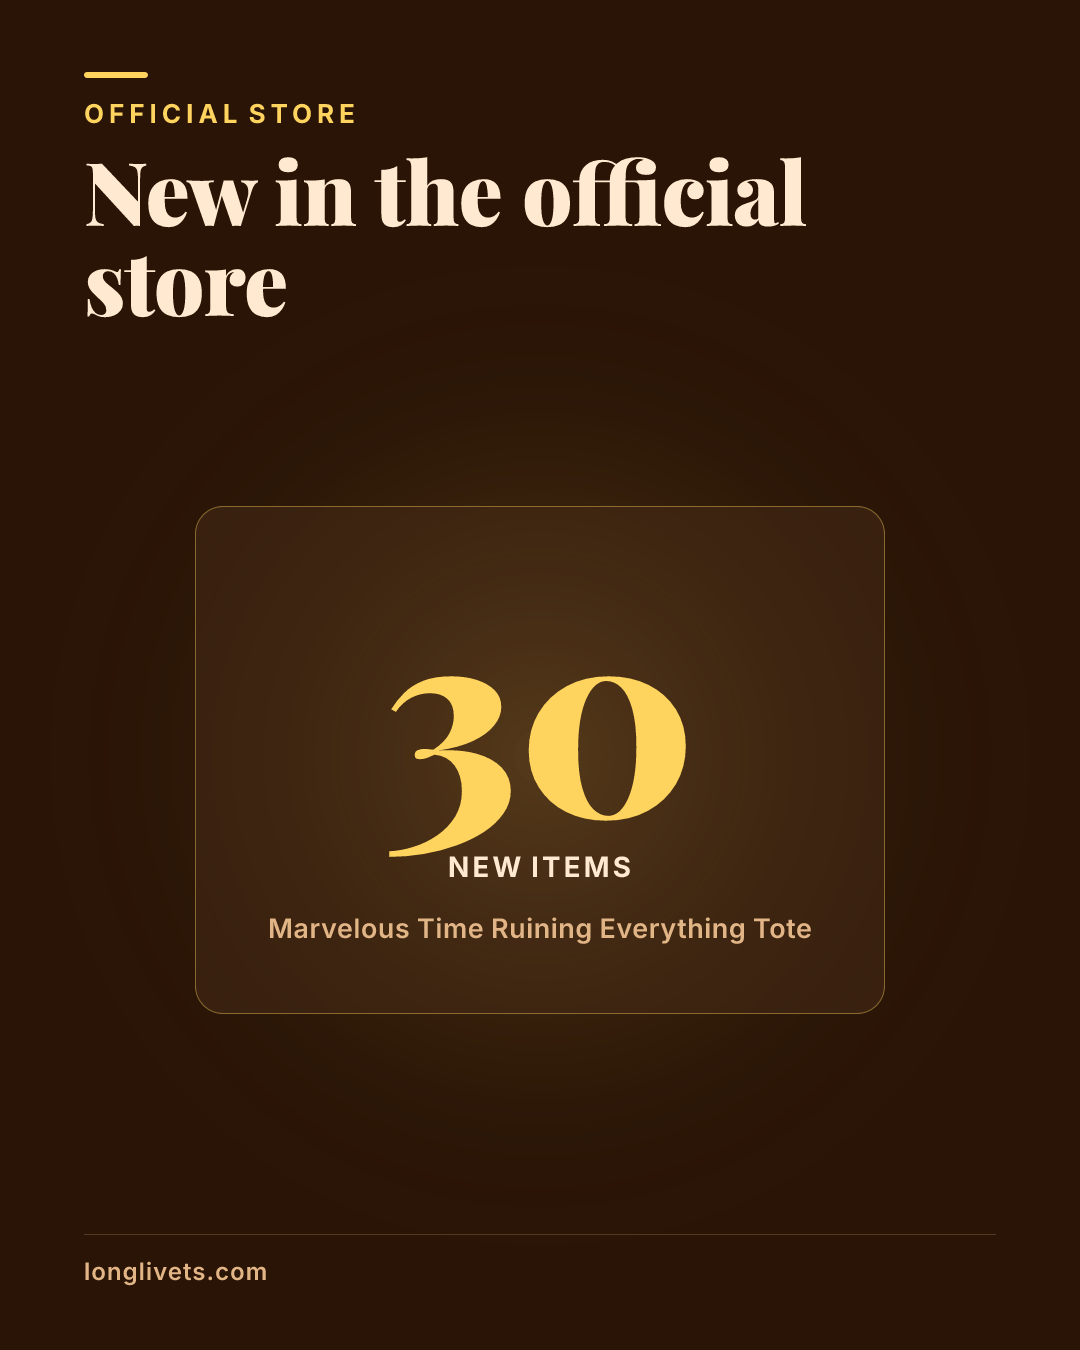 OFFICIAL STORE
New in the official
store
30
NEW ITEMS
Marvelous Time Ruining Everything Tote
longlivets.com